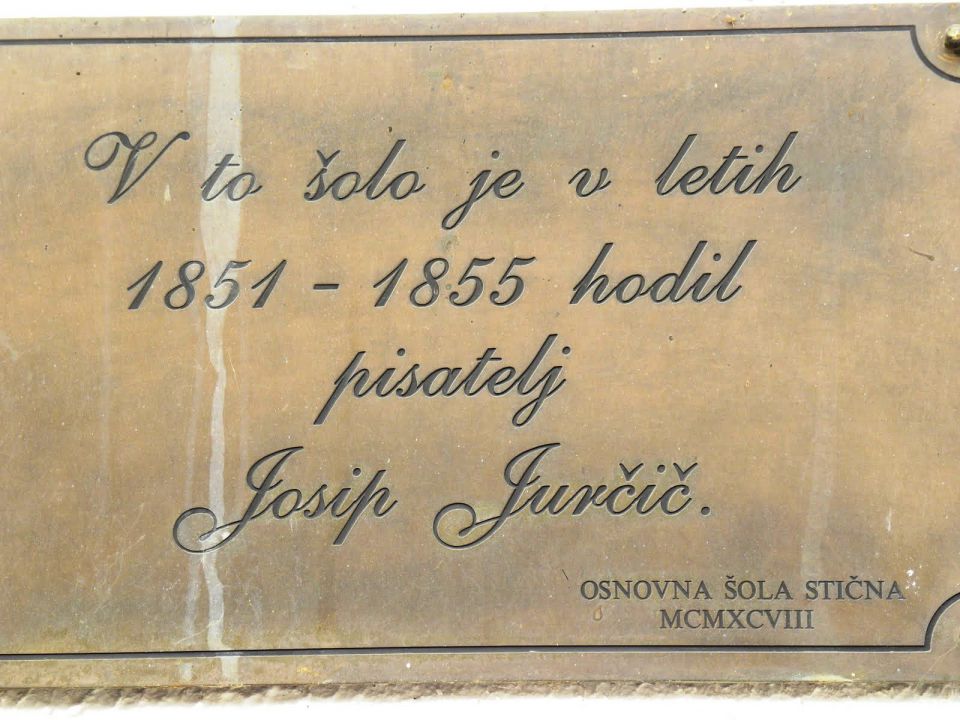 V to šolo je v letih
1851 - 1855 hodil
pisatelj
Josip Jurčič.
OSNOVNA ŠOLA STIČNA
MCMXCVIII